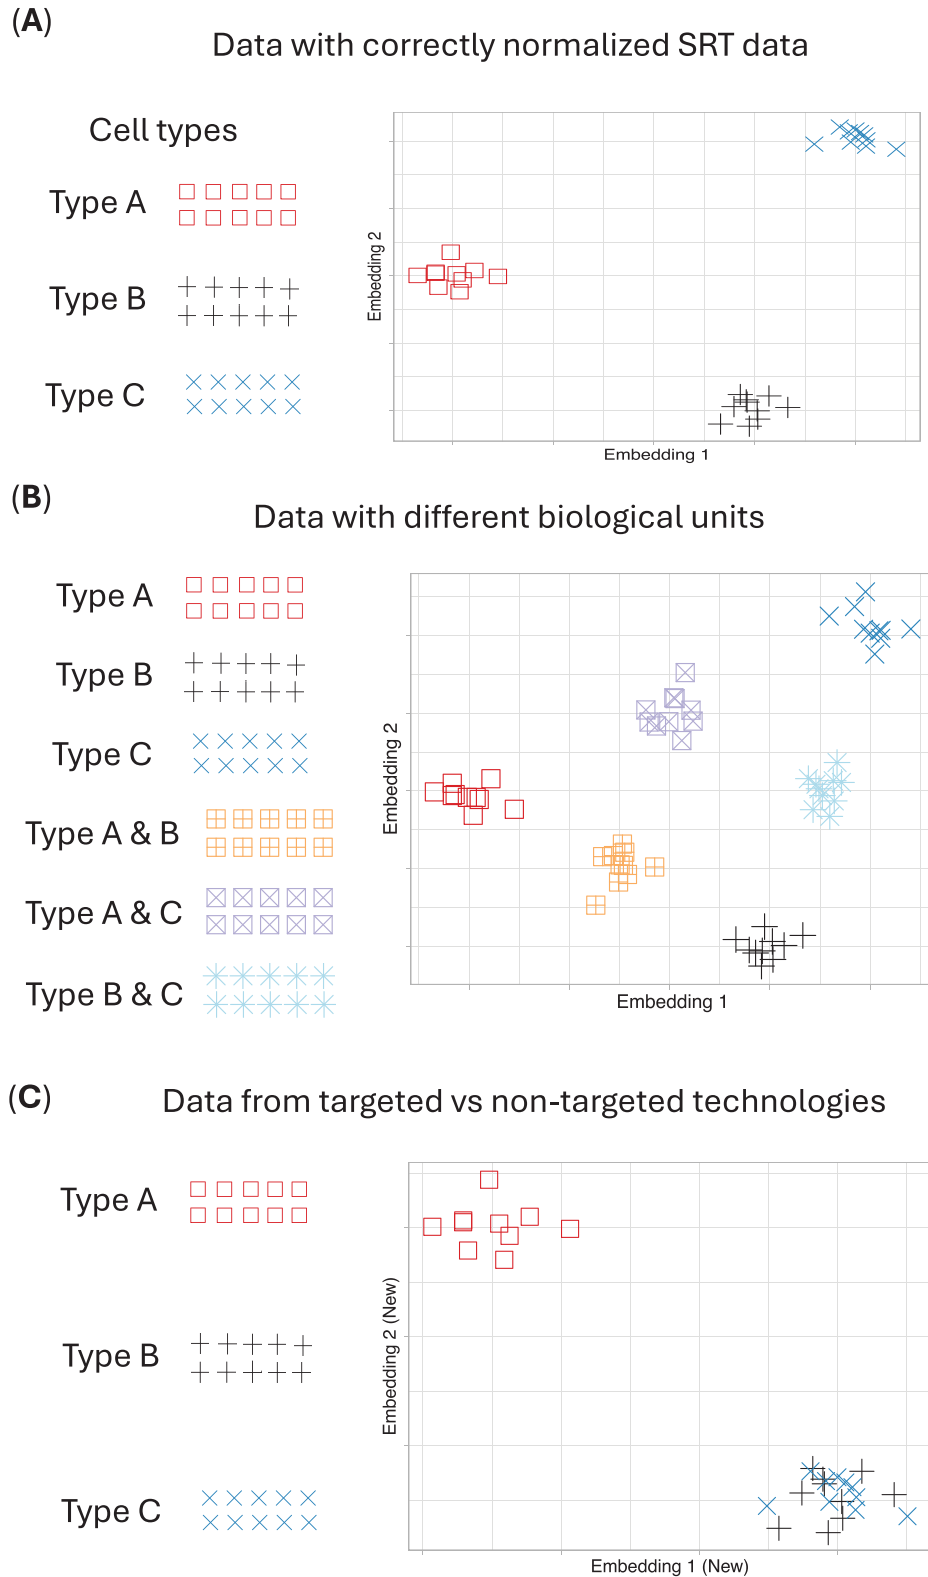 (A)
Data with correctly normalized SRT data
Cell types
Type A
Type B
Type C
Embedding 2
Embedding 1
(B)
Data with different biological units
Type A
Type B
Type C
Type A & B
Type A & C
Type B & C
Embedding 2
Embedding 1
(C)
Data from targeted vs non-targeted technologies
Type A
Type B
Type C
Embedding 2 (New)
Embedding 1 (New)